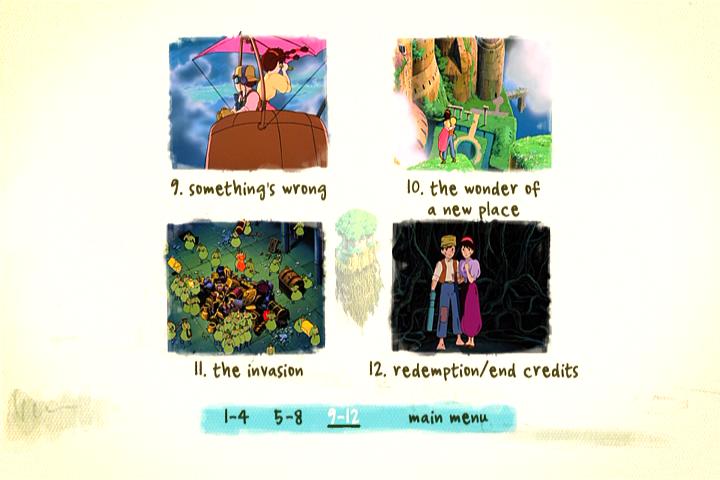 9. something's wrong
10. the wonder of
a new place
11. the invasion
12. redemption/end credits
1-4 5-8 9-12 main menu